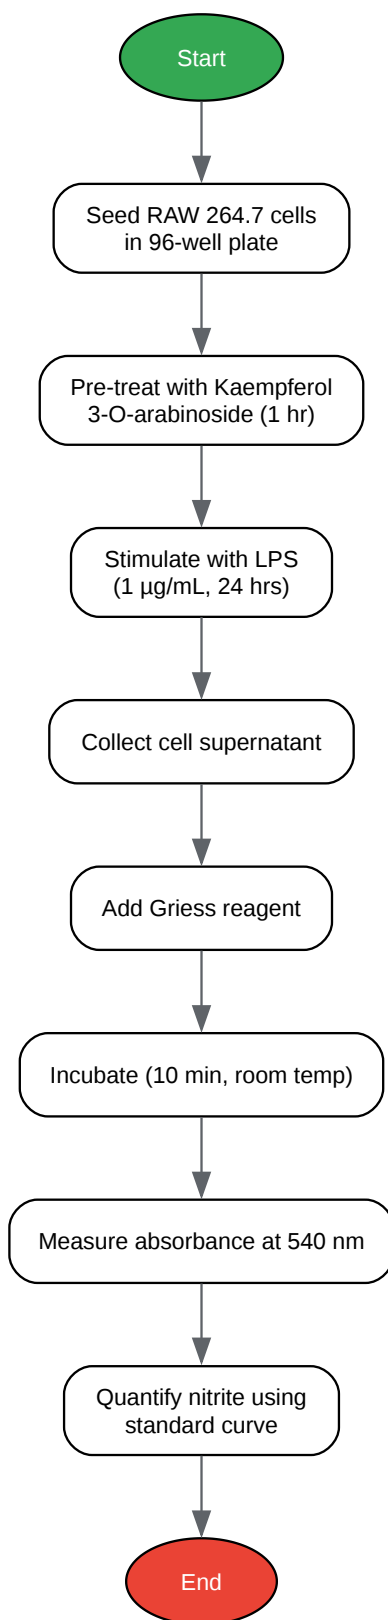 Start
Seed RAW 264.7 cells
in 96-well plate
Pre-treat with Kaempferol
3-O-arabinoside (1 hr)
Stimulate with LPS
(1 µg/mL, 24 hrs)
Collect cell supernatant
Add Griess reagent
Incubate (10 min, room temp)
Measure absorbance at 540 nm
Quantify nitrite using
standard curve
End